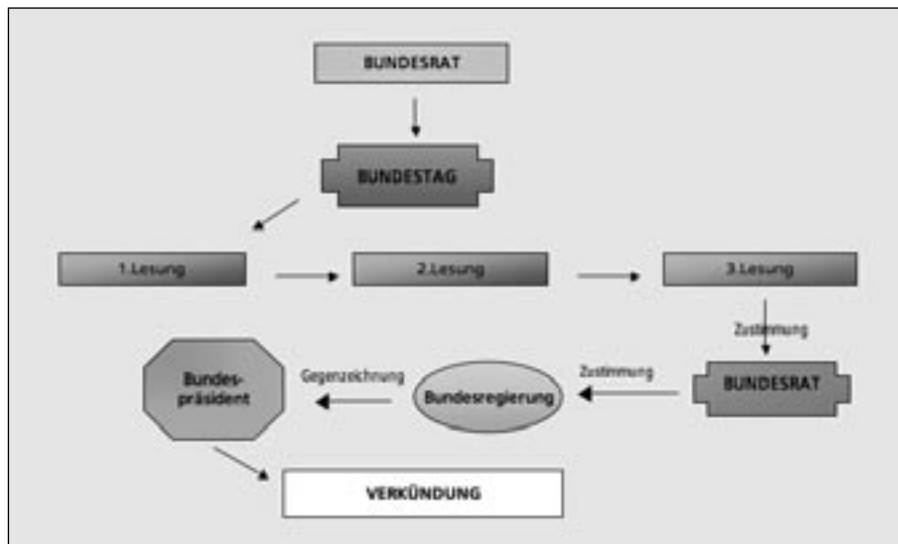 BUNDESRAT
BUNDESTAG
1.Lesung
2.Lesung
3.Lesung
Zustimmung
BUNDESRAT
Zustimmung
Bundesregierung
Gegenzeichnung
Bundes-
präsident
VERKÜNDUNG